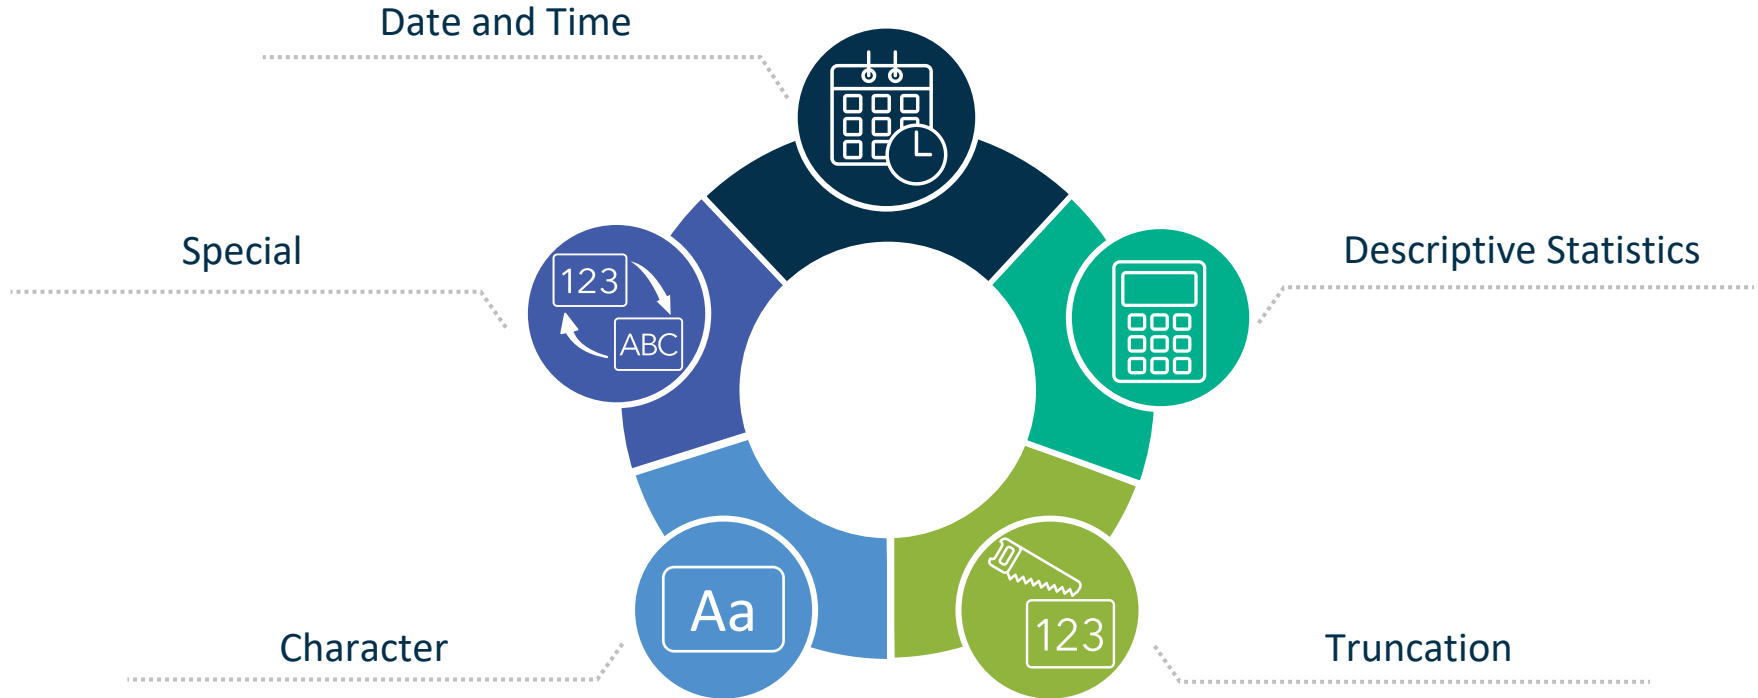 Date and Time
Special
123
ABC
Descriptive Statistics
Character
Aa
123
Truncation